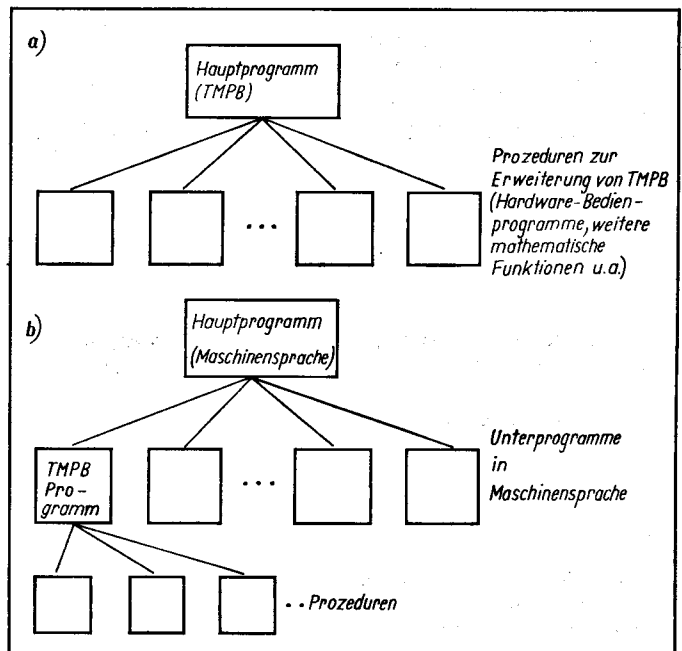 a)
Hauptprogramm
(TMPB)
Prozeduren zur
Erweiterung von TMPB
(Hardware-Bedien-
programme, weitere
mathematische
Funktionen u.a.)
...
b)
Hauptprogramm
(Maschinensprache)
Unterprogramme
in
Maschinensprache
TMPB
Pro-
gramm
...
..Prozeduren